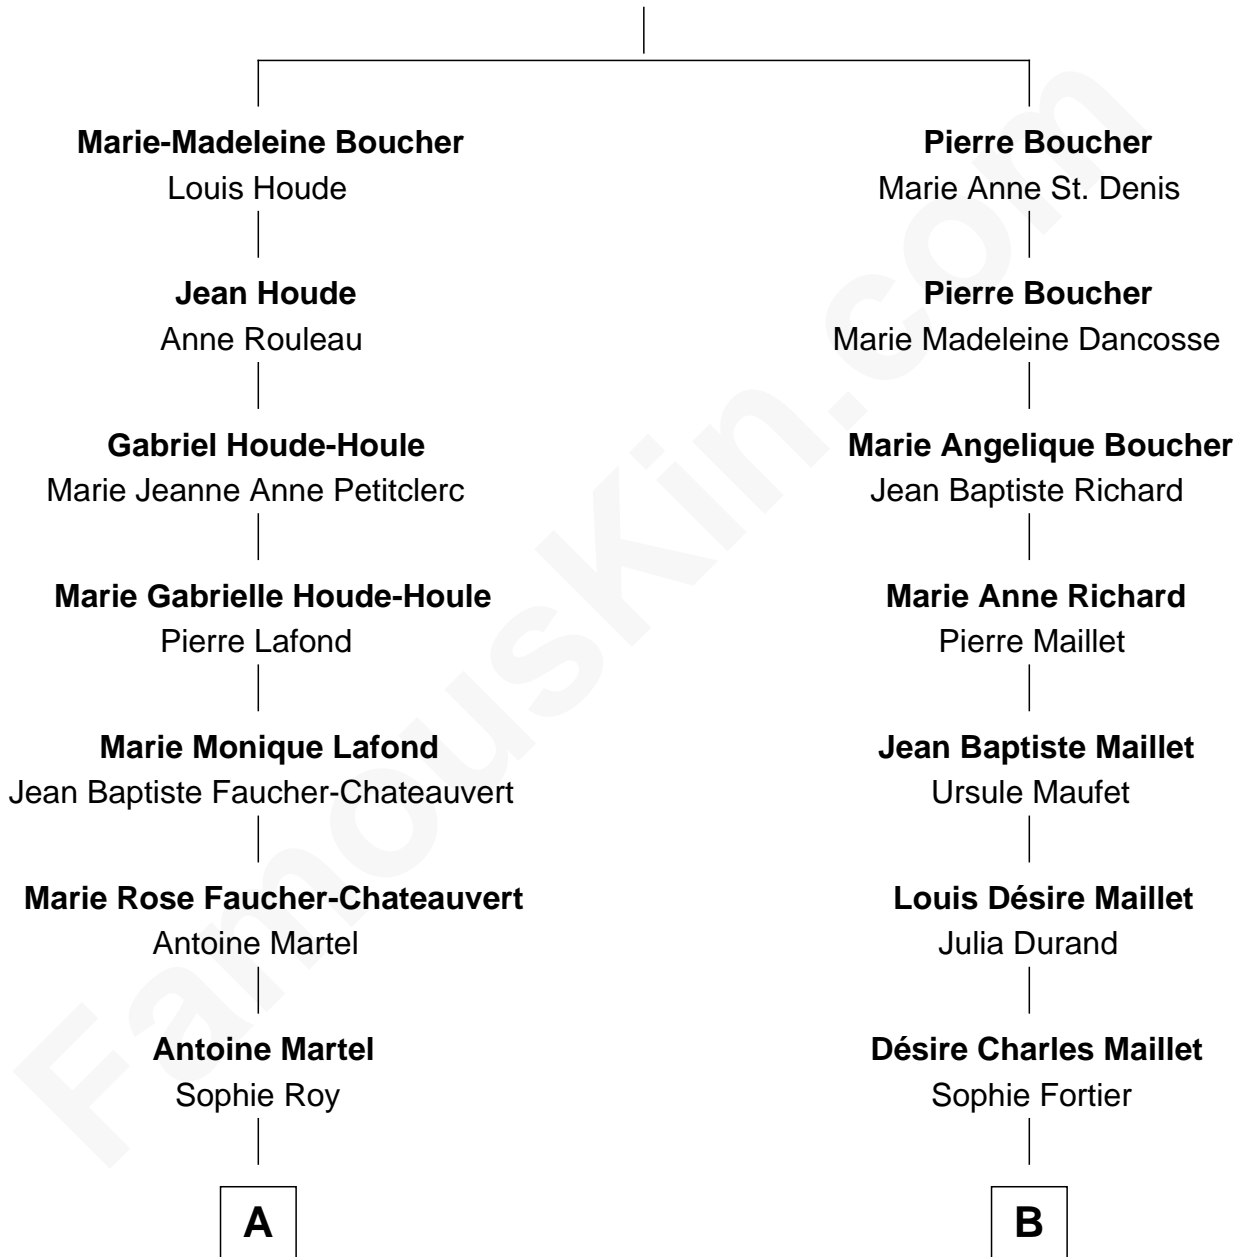 Marie-Madeleine Boucher
Louis Houde
Jean Houde
Anne Rouleau
Gabriel Houde-Houle
Marie Jeanne Anne Petitclerc
Marie Gabrielle Houde-Houle
Pierre Lafond
Marie Monique Lafond
Jean Baptiste Faucher-Chateauvert
Marie Rose Faucher-Chateauvert
Antoine Martel
Antoine Martel
Sophie Roy
A
Pierre Boucher
Marie Anne St. Denis
Pierre Boucher
Marie Madeleine Dancosse
Marie Angelique Boucher
Jean Baptiste Richard
Marie Anne Richard
Pierre Maillet
Jean Baptiste Maillet
Ursule Maufet
Louis Désire Maillet
Julia Durand
Désire Charles Maillet
Sophie Fortier
B
FamousKin.com